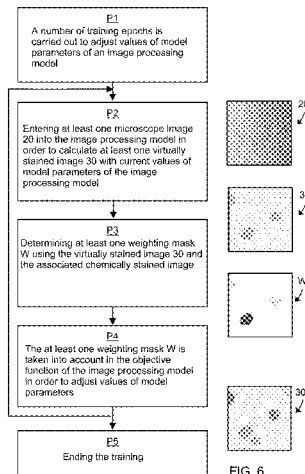 P1
A number of training epochs is
carried out to adjust values of model
parameters of an image processing
model
P2
Entering at least one microscope image
20 into the image processing model in
order to calculate at least one virtually
stained image 30 with current values of
model parameters of the image
processing model
P3
Determining at least one weighting mask
W using the virtually stained image 30 and
the associated chemically stained image
P4
The at least one weighting mask W is
taken into account in the objective
function of the image processing model
in order to adjust values of model
parameters
P5
Ending the training
20
W
30
FIG. 6